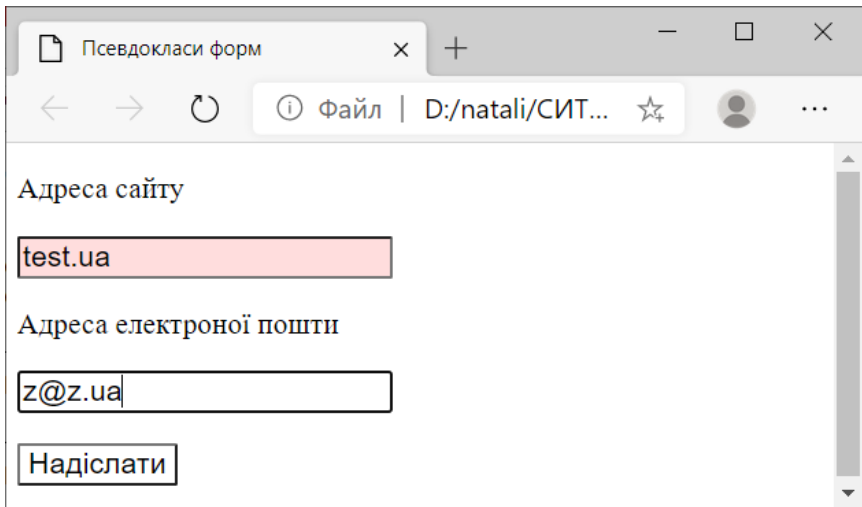 Псевдокласи форм
Файл | D:/natali/СИТ...
Адреса сайту
test.ua
Адреса електроної пошти
z@z.ua
Надіслати